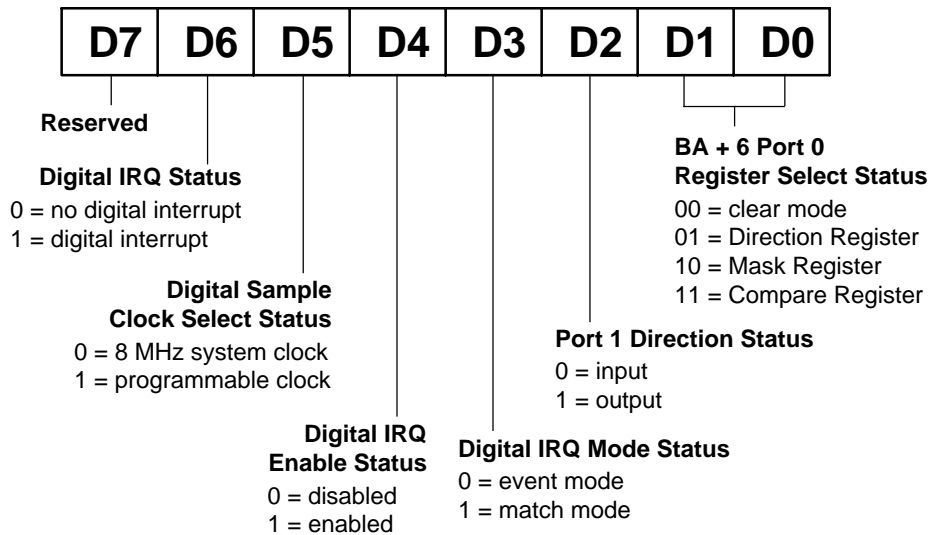 D7 D6 D5 D4 D3 D2 D1 D0
Reserved
Digital IRQ Status
0 = no digital interrupt
1 = digital interrupt
Digital Sample
Clock Select Status
0 = 8 MHz system clock
1 = programmable clock
Digital IRQ
Enable Status
0 = disabled
1 = enabled
Digital IRQ Mode Status
0 = event mode
1 = match mode
Port 1 Direction Status
0 = input
1 = output
BA + 6 Port 0
Register Select Status
00 = clear mode
01 = Direction Register
10 = Mask Register
11 = Compare Register